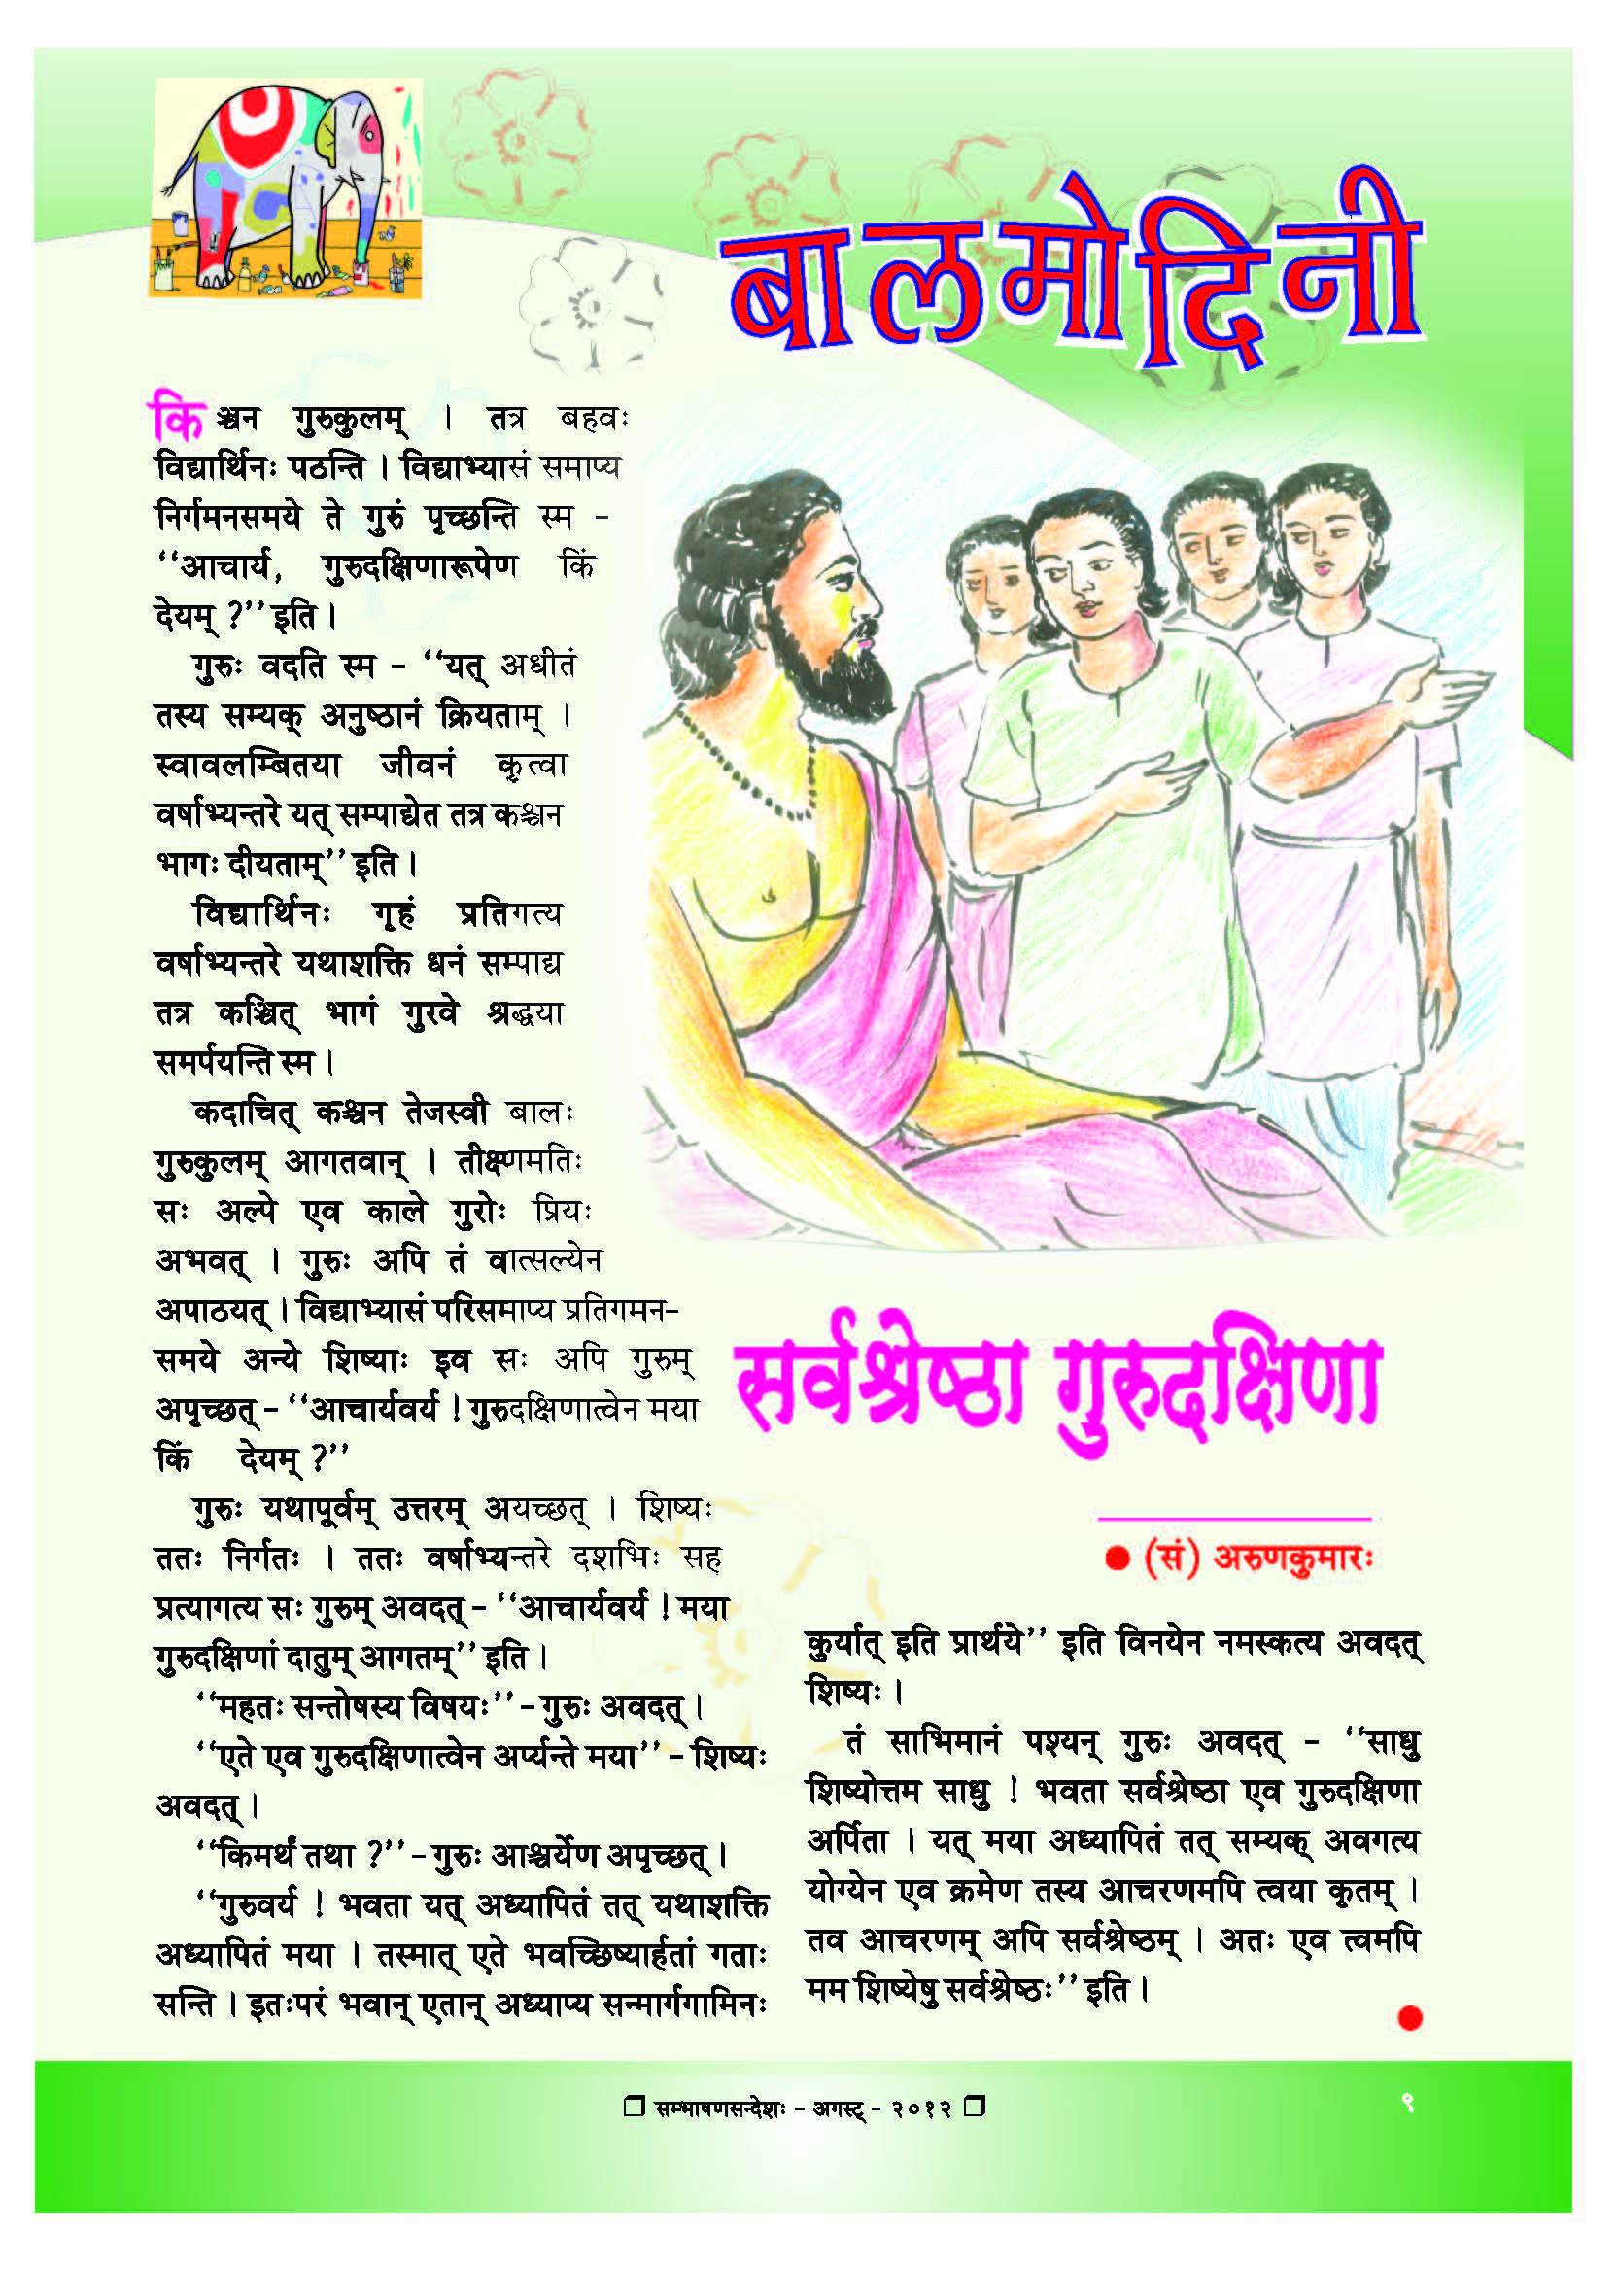 बालमोदिनी
किञ्चन गुरुकुलम् । तत्र बहवः
विद्यार्थिनः पठन्ति । विद्याभ्यासं समाप्य
निर्गमनसमये ते गुरुं पृच्छन्ति स्म -
‘‘आचार्य, गुरुदक्षिणारूपेण किं
देयम् ?’’ इति ।
गुरुः वदति स्म - ‘‘यत् अधीतं
तस्य सम्यक् अनुष्ठानं क्रियताम् ।
स्वावलम्बितया जीवनं कृत्वा
वर्षाभ्यन्तरे यत् सम्पाद्येत तत्र कश्चन
भागः दीयताम्’’ इति ।
विद्यार्थिनः गृहं प्रतिगत्य
वर्षाभ्यन्तरे यथाशक्ति धनं सम्पाद्य
तत्र कञ्चित् भागं गुरवे श्रद्धया
समर्पयन्ति स्म ।
कदाचित् कश्चन तेजस्वी बालः
गुरुकुलम् आगतवान् । तीक्ष्णमतिः
सः अल्पे एव काले गुरोः प्रियः
अभवत् । गुरुः अपि तं वात्सल्येन
अपाठयत् । विद्याभ्यासं परिसमाप्य प्रतिगमन-
समये अन्ये शिष्याः इव सः अपि गुरुम्
अपृच्छत् - ‘‘आचार्यवर्य ! गुरुदक्षिणात्वेन मया
किं देयम् ?’’
गुरुः यथापूर्वम् उत्तरम् अयच्छत् । शिष्यः
ततः निर्गतः । ततः वर्षाभ्यन्तरे दशभिः सह
प्रत्यागत्य सः गुरुम् अवदत् - ‘‘आचार्यवर्य ! मया
गुरुदक्षिणां दातुम् आगतम्’’ इति ।
‘‘महतः सन्तोषस्य विषयः’’ - गुरुः अवदत् ।
‘‘एते एव गुरुदक्षिणात्वेन अर्प्यन्ते मया’’ - शिष्यः
अवदत् ।
‘‘किमर्थं तथा ?’’ - गुरुः आश्चर्येण अपृच्छत् ।
‘‘गुरुवर्य ! भवता यत् अध्यापितं तत् यथाशक्ति
अध्यापितं मया । तस्मात् एते भवच्छिष्यार्हतां गताः
सन्ति । इतःपरं भवान् एतान् अध्याप्य सन्मार्गगामिनः
सर्वश्रेष्ठा गुरुदक्षिणा
● (सं) अरुणकुमारः
कुर्यात् इति प्रार्थये’’ इति विनयेन नमस्कत्य अवदत्
शिष्यः ।
तं साभिमानं पश्यन् गुरुः अवदत् - ‘‘साधु
शिष्योत्तम साधु ! भवता सर्वश्रेष्ठा एव गुरुदक्षिणा
अर्पिता । यत् मया अध्यापितं तत् सम्यक् अवगत्य
योग्येन एव क्रमेण तस्य आचरणमपि त्वया कृतम् ।
तव आचरणम् अपि सर्वश्रेष्ठम् । अतः एव त्वमपि
मम शिष्येषु सर्वश्रेष्ठः’’ इति ।
❐ सम्भाषणसन्देशः - अगस्ट् - २०१२ ❐
९